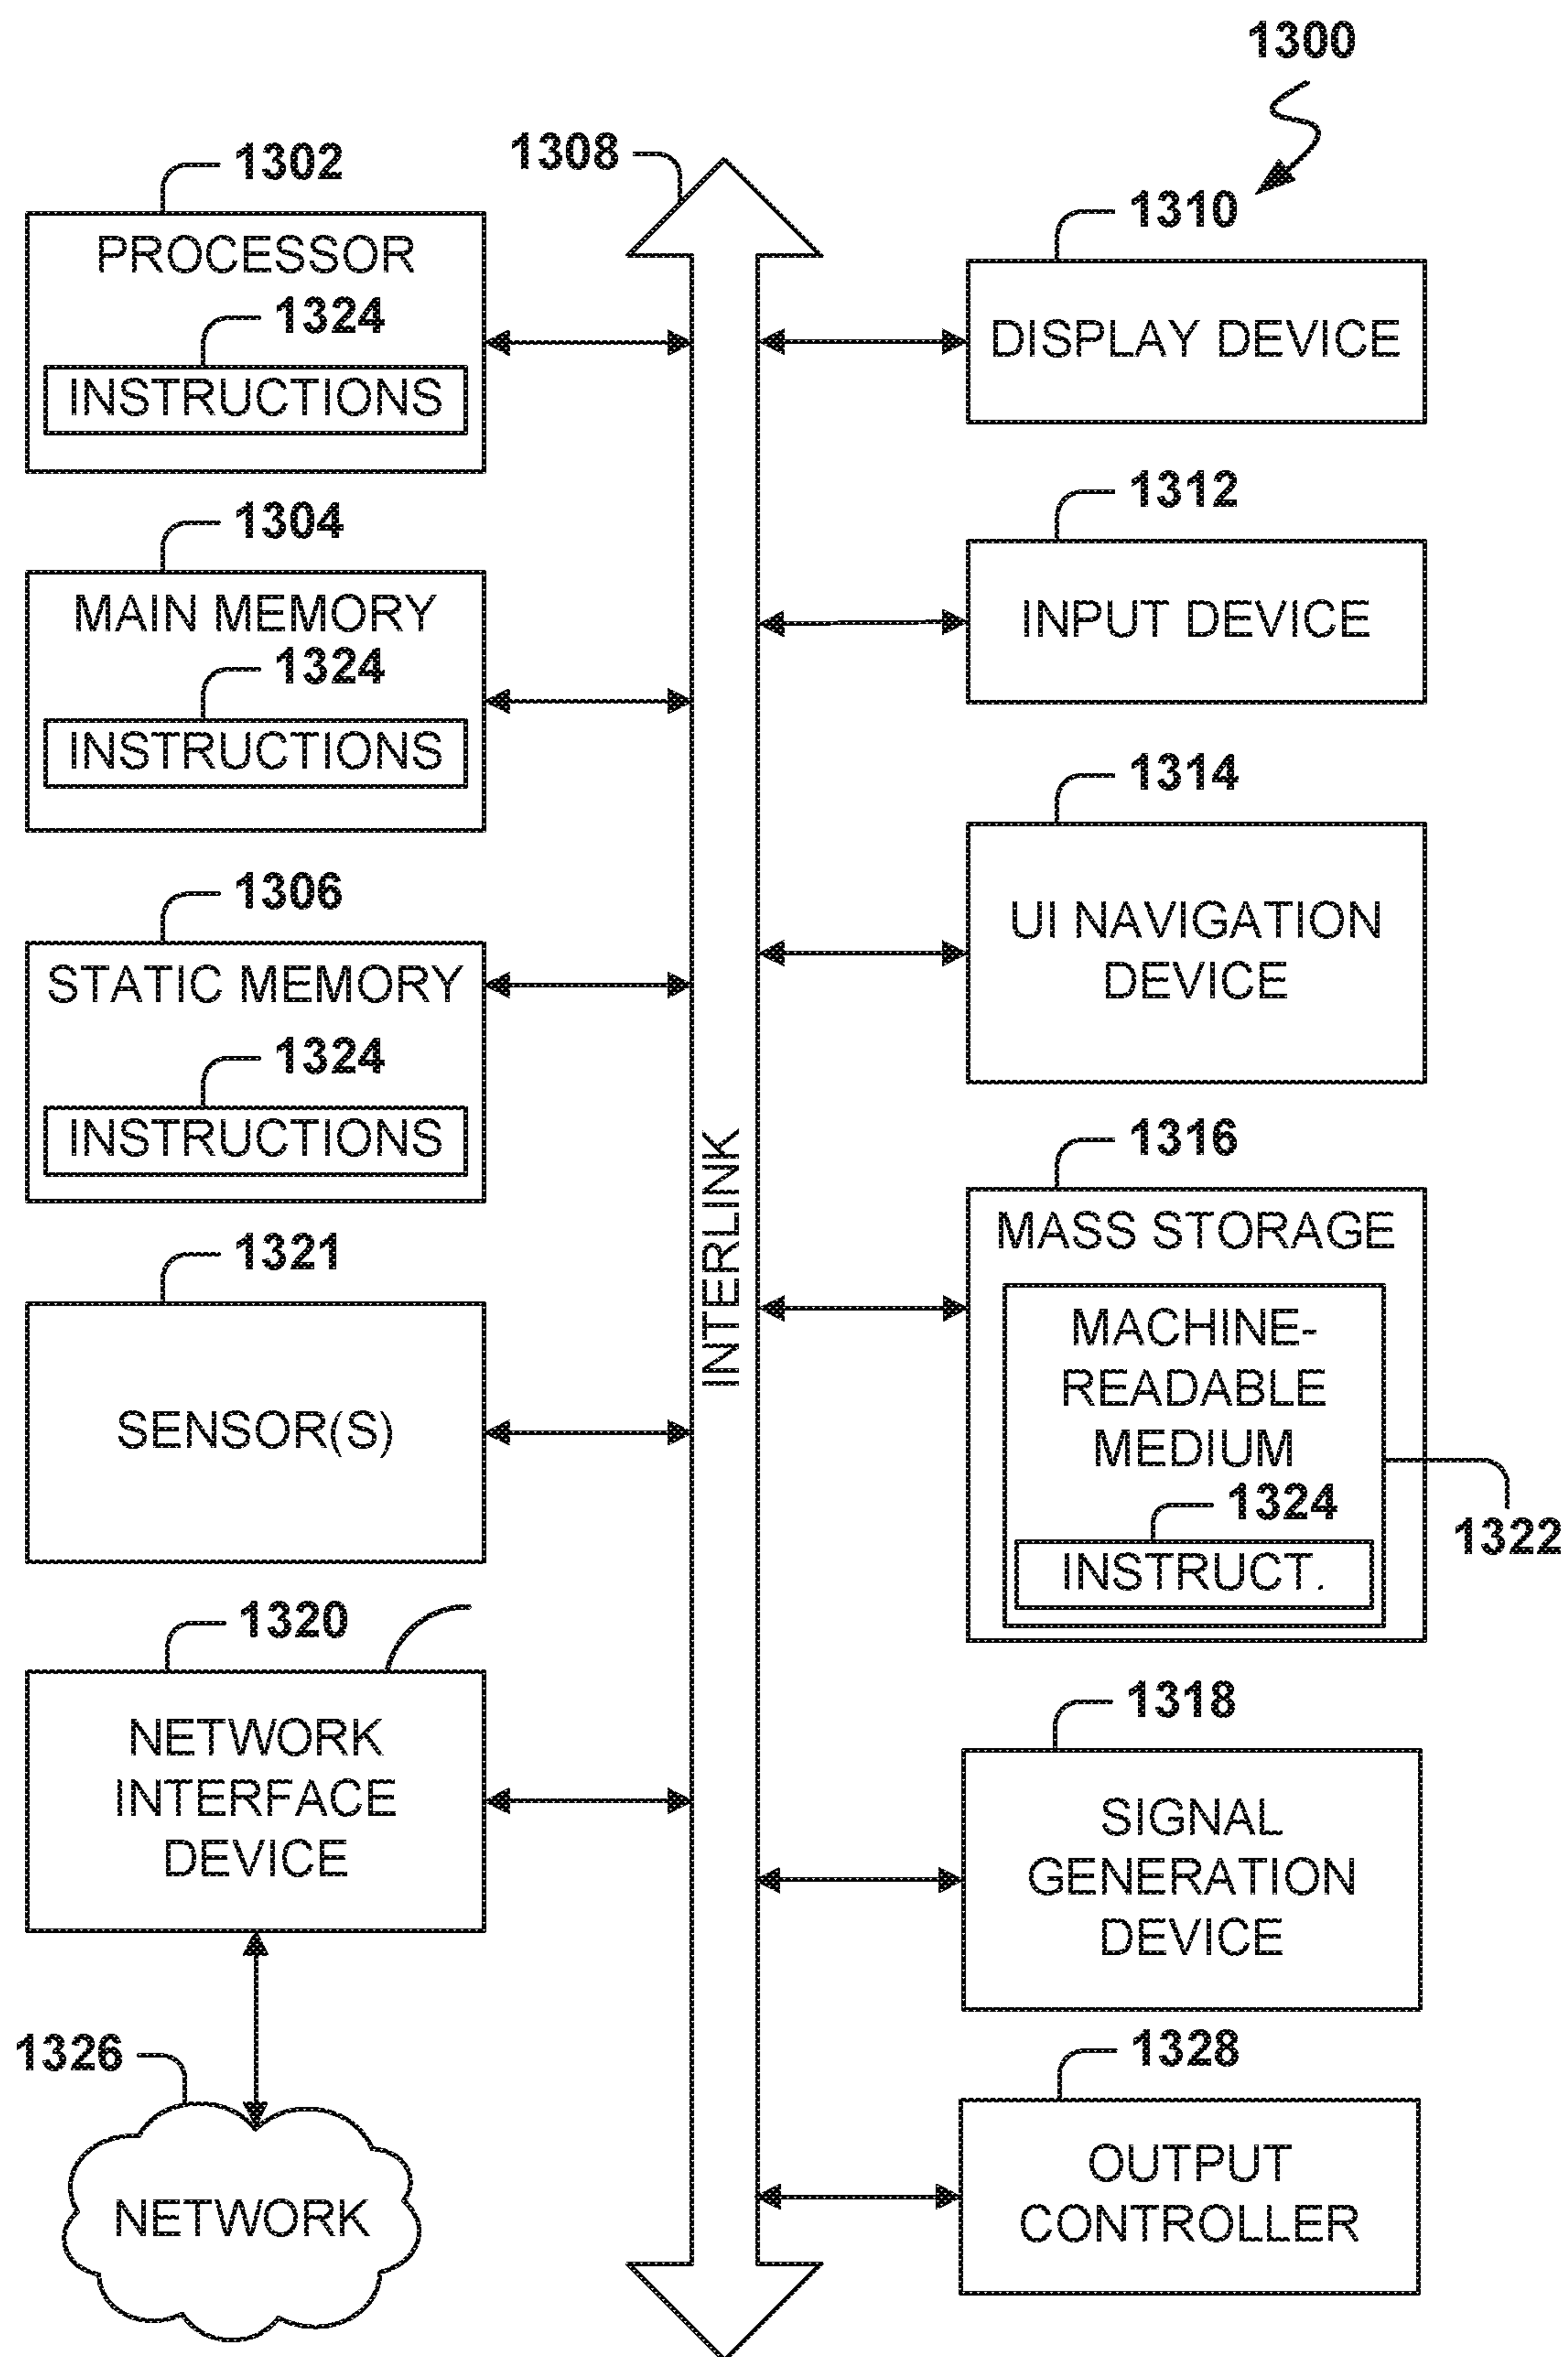 1300
1302
PROCESSOR
1324
INSTRUCTIONS
1304
MAIN MEMORY
1324
INSTRUCTIONS
1306
STATIC MEMORY
1324
INSTRUCTIONS
1321
SENSOR(S)
1320
NETWORK
INTERFACE
DEVICE
1326
NETWORK
1308
INTERLINK
1310
DISPLAY DEVICE
1312
INPUT DEVICE
1314
UI NAVIGATION
DEVICE
1316
MASS STORAGE
MACHINE-
READABLE
MEDIUM
1324
INSTRUCT.
1322
1318
SIGNAL
GENERATION
DEVICE
1328
OUTPUT
CONTROLLER